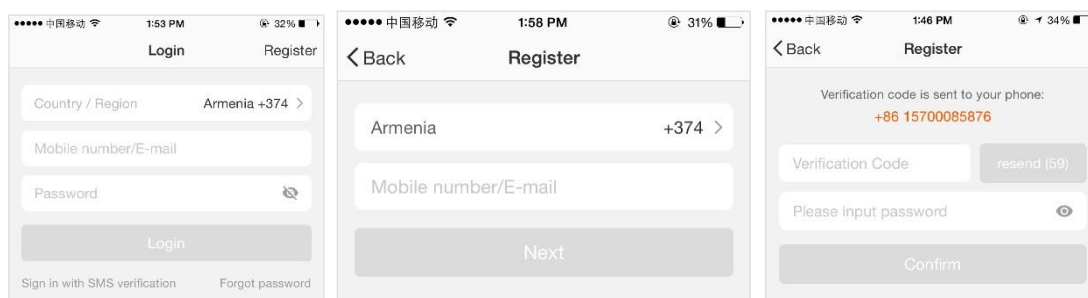 中国移动 1:53 PM 32%
Login Register
Country / Region Armenia +374 >
Mobile number/E-mail
Password
Login
Sign in with SMS verification Forgot password
中国移动 1:58 PM 31%
Back Register
Armenia +374 >
Mobile number/E-mail
Next
中国移动 1:46 PM 34%
Back Register
Verification code is sent to your phone:
+86 15700085876
Verification Code resend (59)
Please input password
Confirm